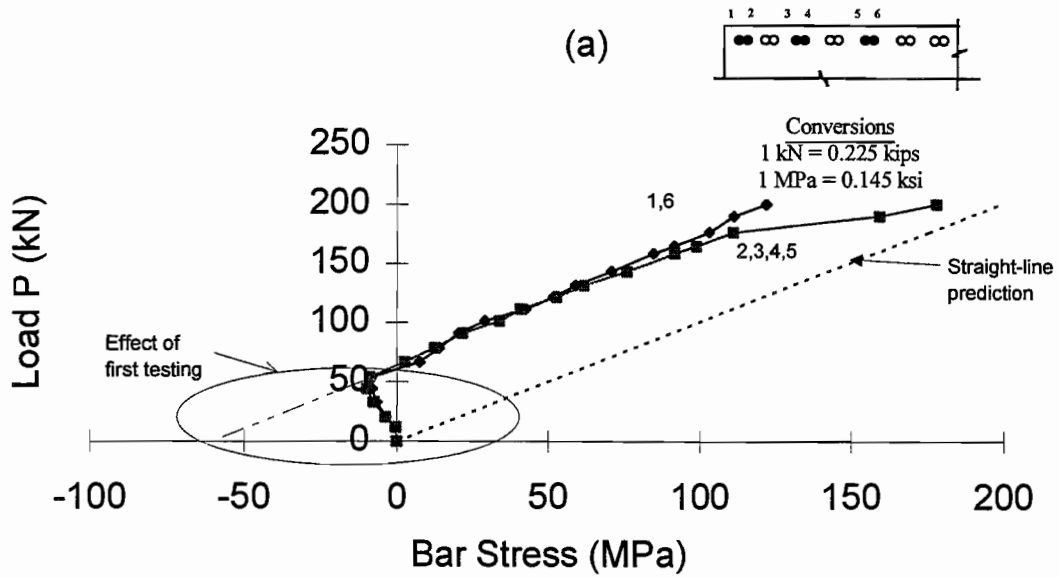 (a)
1 2 3 4 5 6
Conversions
1 kN = 0.225 kips
1 MPa = 0.145 ksi
250
200
150
100
50
0
Load P (kN)
1,6
2,3,4,5
Straight-line
prediction
Effect of
first testing
-100 -50 0 50 100 150 200
Bar Stress (MPa)